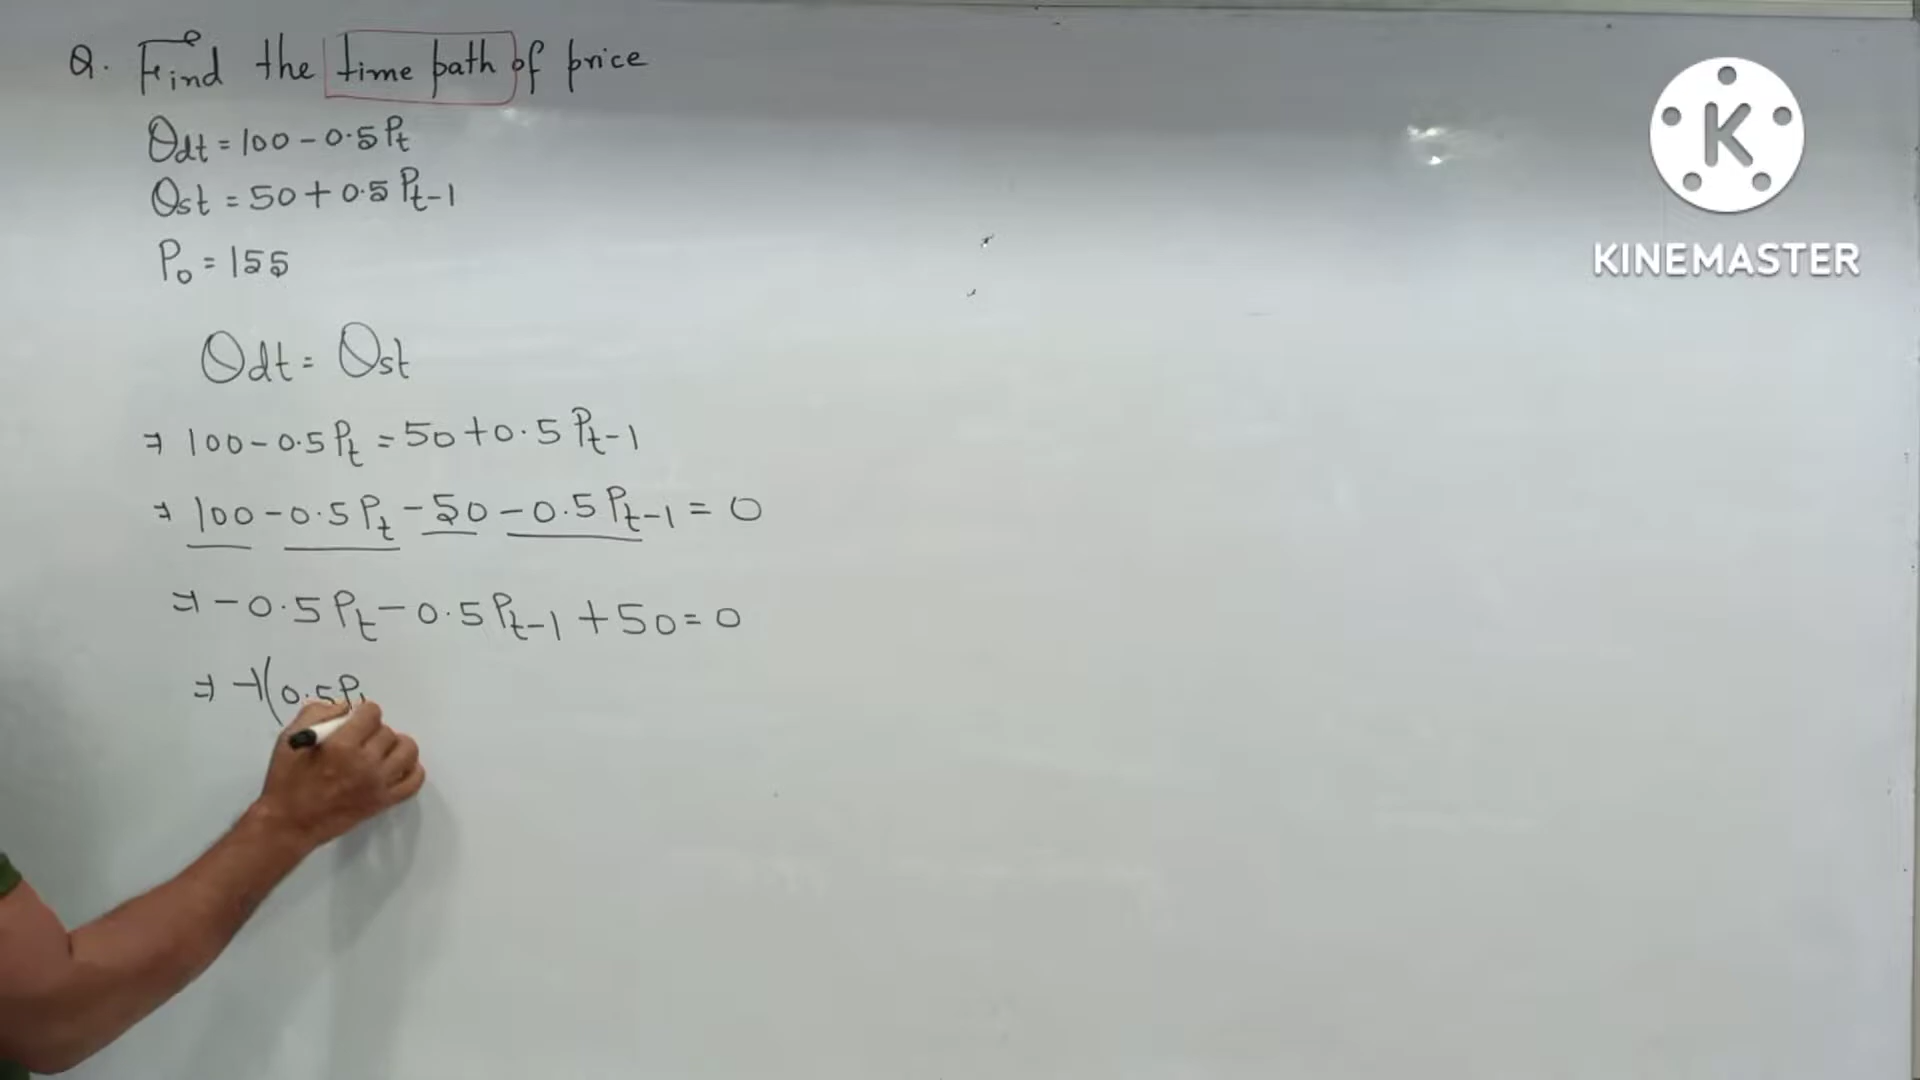 Q. Find the time path of price
Qdt = 100 - 0.5 Pt
Qst = 50 + 0.5 Pt-1
P0 = 155
Qdt = Qst
⇒ 100 - 0.5 Pt = 50 + 0.5 Pt-1
⇒ 100 - 0.5 Pt - 50 - 0.5 Pt-1 = 0
⇒ - 0.5 Pt - 0.5 Pt-1 + 50 = 0
⇒ -1(0.5 P
K
KINEMASTER